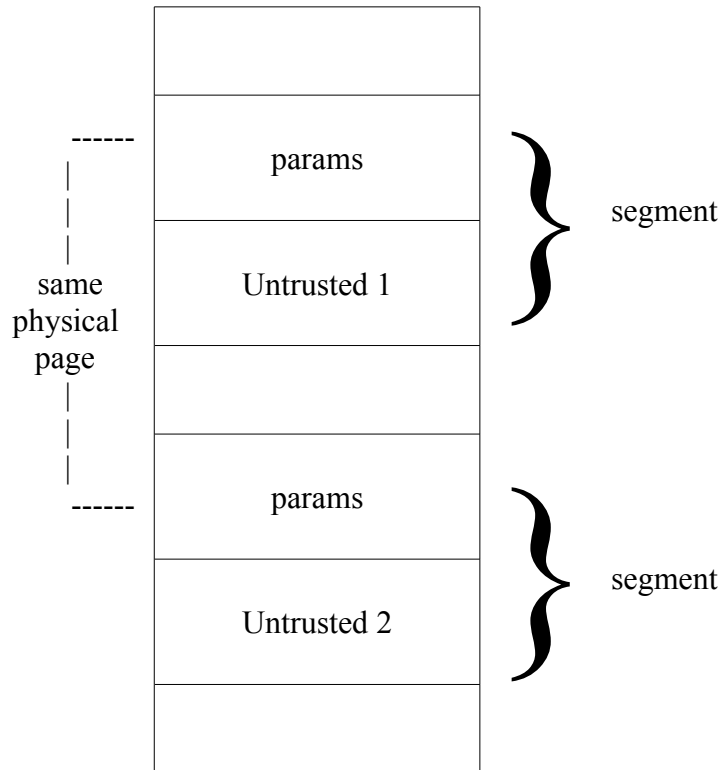 params
segment
Untrusted 1
same
physical
page
params
segment
Untrusted 2